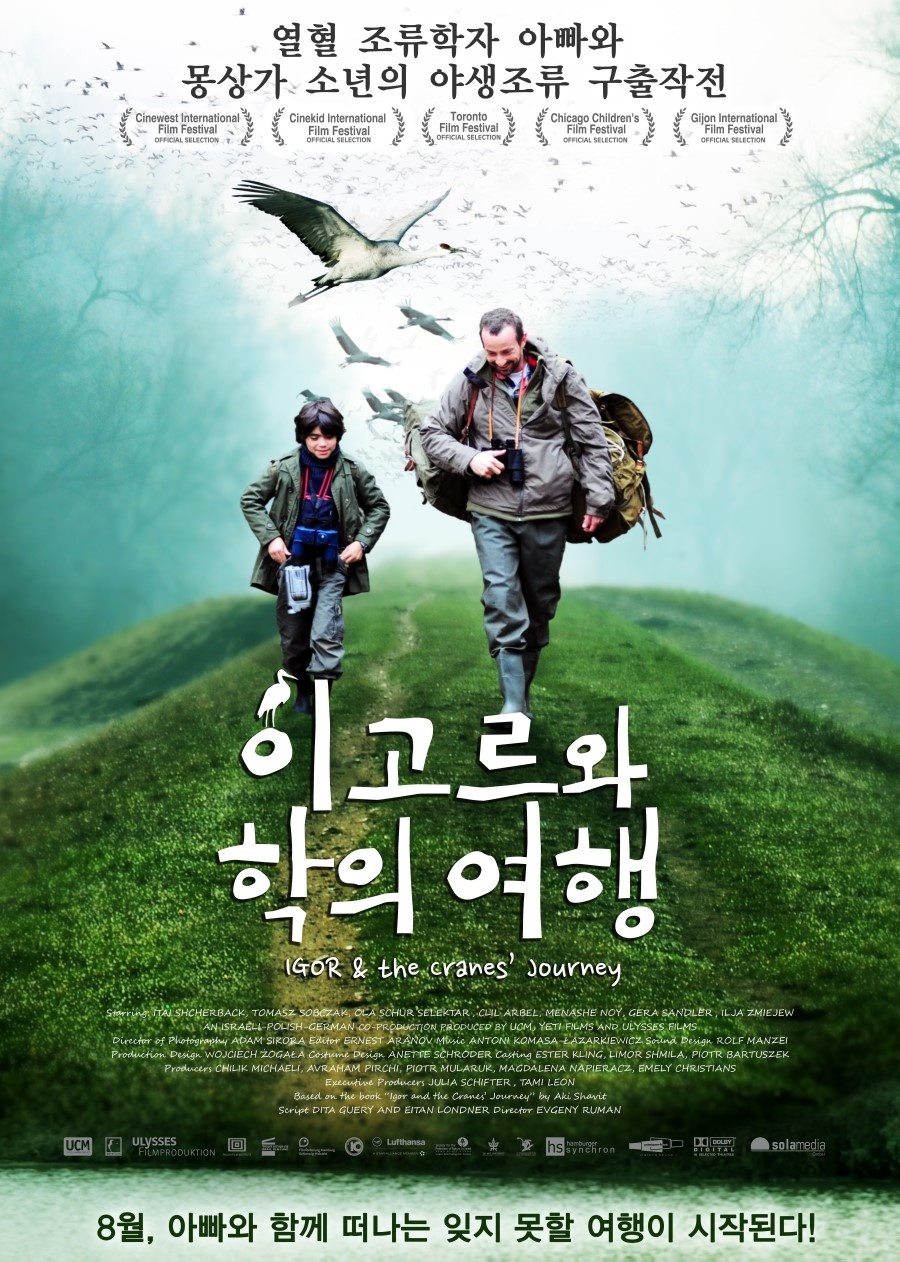 열혈 조류학자 아빠와
몽상가 소년의 야생조류 구출작전
Cinewest International
Film Festival
OFFICIAL SELECTION
Cinekid International
Film Festival
OFFICIAL SELECTION
Toronto
Film Festival
OFFICIAL SELECTION
Chicago Children's
Film Festival
OFFICIAL SELECTION
Gijon International
Film Festival
OFFICIAL SELECTION
이고르와
학의 여행
IGOR & the cranes' Journey
Starring, ITAI SHCHERBACK, TOMASZ SOBCZAK, OLA SCHUR SELEKTAR, CLIL ARBEL, MENASHE NOY, GERA SANDLER, ILJA ZMIEJEW
AN ISRAELI-POLISH-GERMAN CO-PRODUCTION PRODUCED BY UCM, YETI FILMS AND ULYSSES FILMS
Director of Photography ADAM SIKORA Editor ERNEST ARANOV Music ANTONI KOMASA-ŁAZARKIEWICZ Sound Design ROLF MANZEI
Production Design WOJCIECH ŻOGAŁA Costume Design ANETTE SCHRÖDER Casting ESTER KLING, LIMOR SHMILA, PIOTR BARTUSZEK
Producers CHILIK MICHAELI, AVRAHAM PIRCHI, PIOTR MULARUK, MAGDALENA NAPIERACZ, EMELY CHRISTIANS
Executive Producers JULIA SCHIFTER, TAMI LEON
Based on the book "Igor and the Cranes' Journey" by Aki Shavit
Script DITA GUERY AND EITAN LONDNER Director EVGENY RUMAN
UCM
ULYSSES
FILMPRODUKTION
Lufthansa
hs hamburger
synchron
DOLBY
DIGITAL
solamedia
8월, 아빠와 함께 떠나는 잊지 못할 여행이 시작된다!